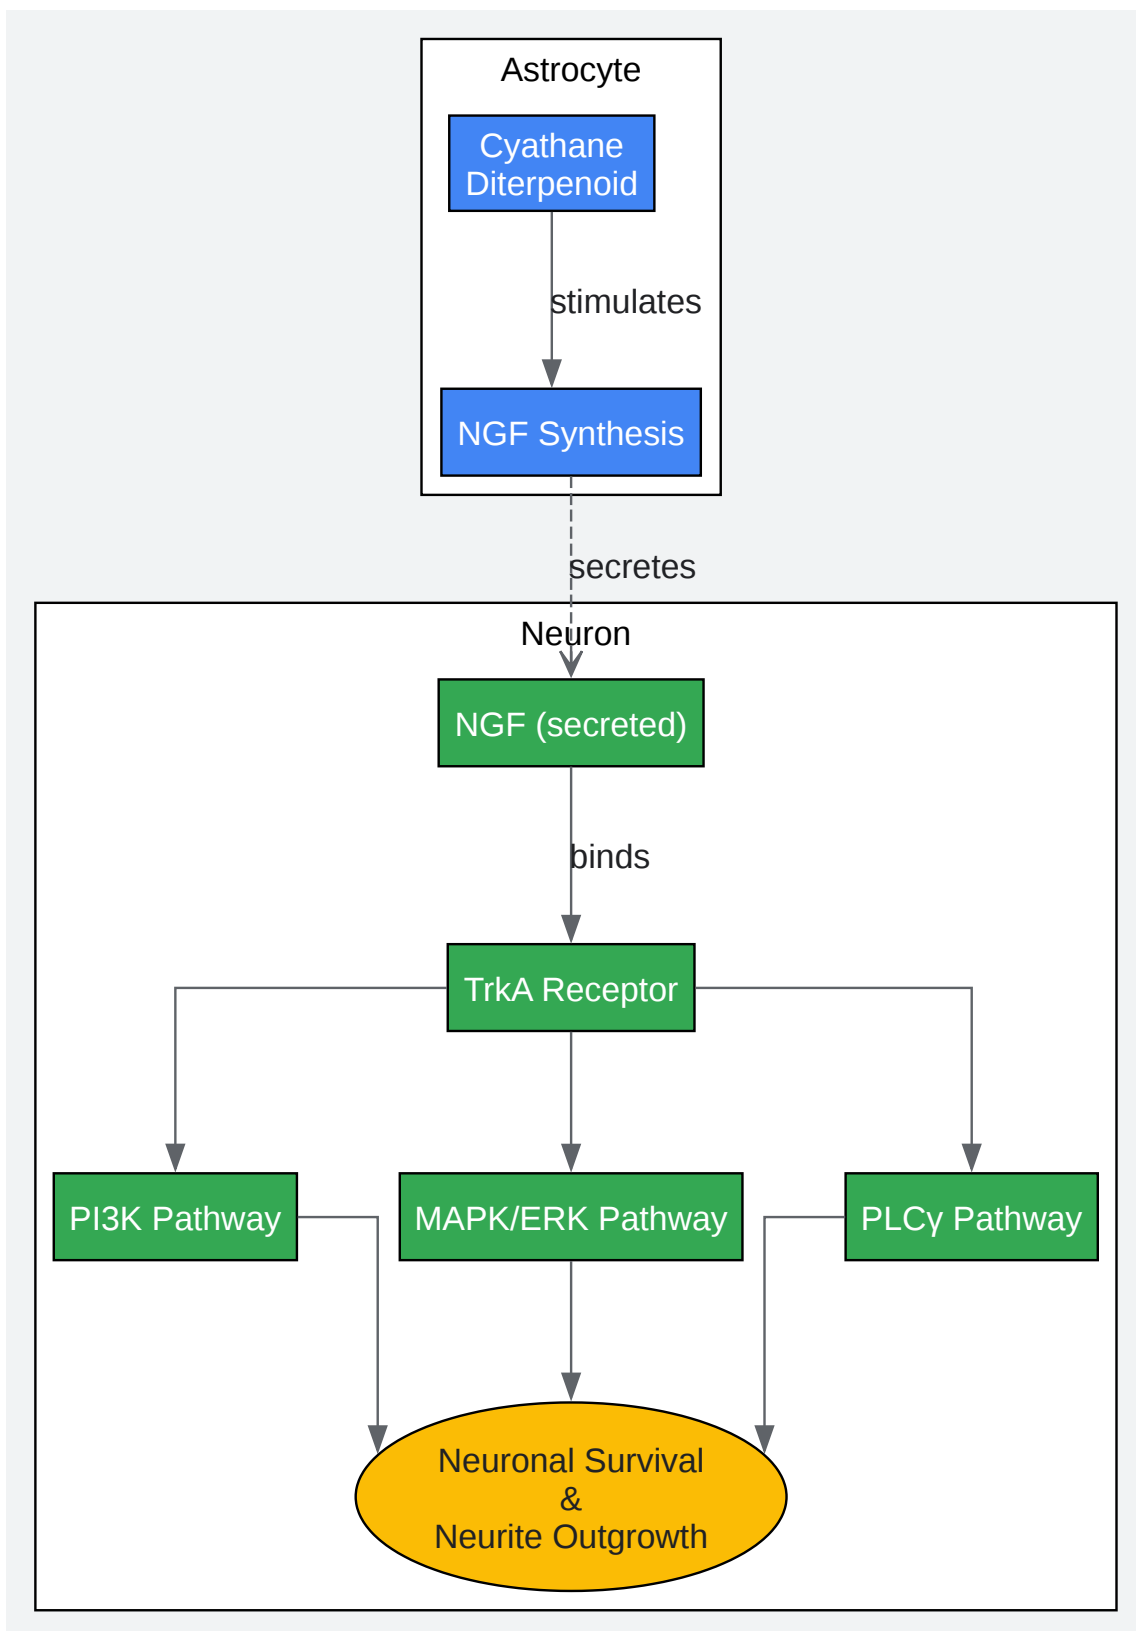 Astrocyte
Cyathane
Diterpenoid
stimulates
NGF Synthesis
secretes
Neuron
NGF (secreted)
binds
TrkA Receptor
PI3K Pathway
MAPK/ERK Pathway
PLCγ Pathway
Neuronal Survival
&
Neurite Outgrowth